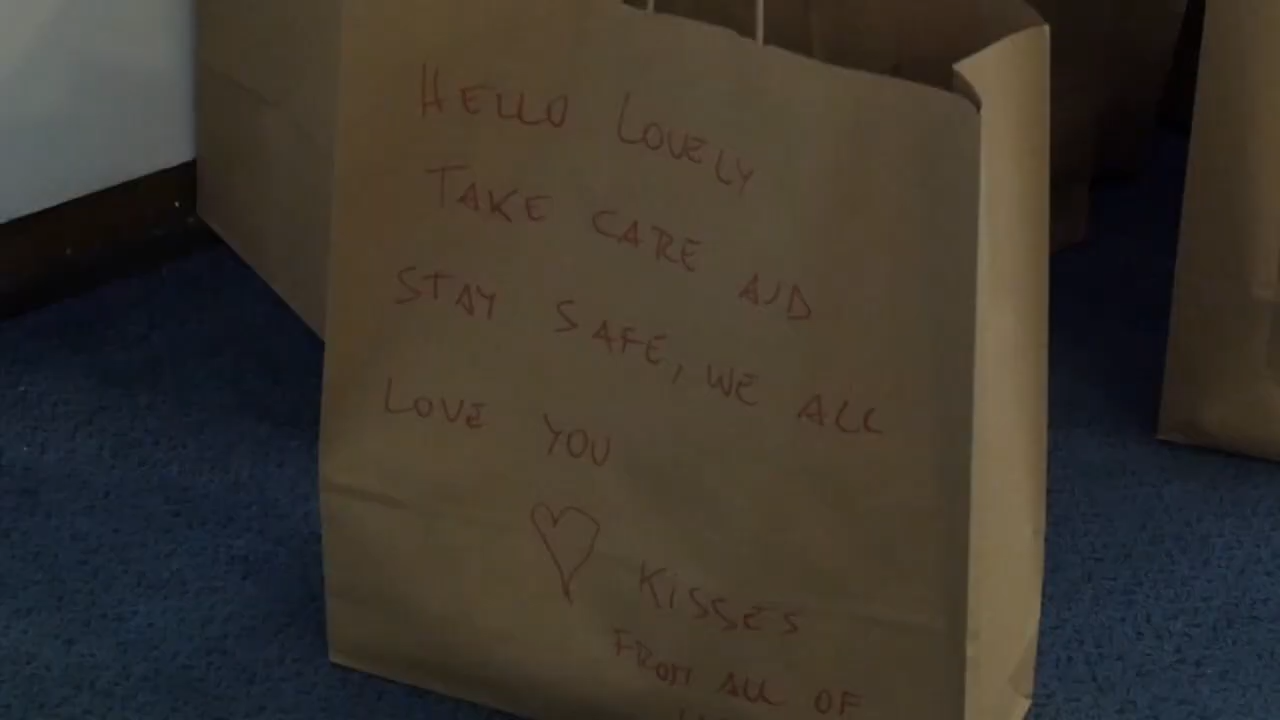 HELLO LOVELY
TAKE CARE AND
STAY SAFE, WE ALL
LOVE YOU
KISSES
FROM ALL OF